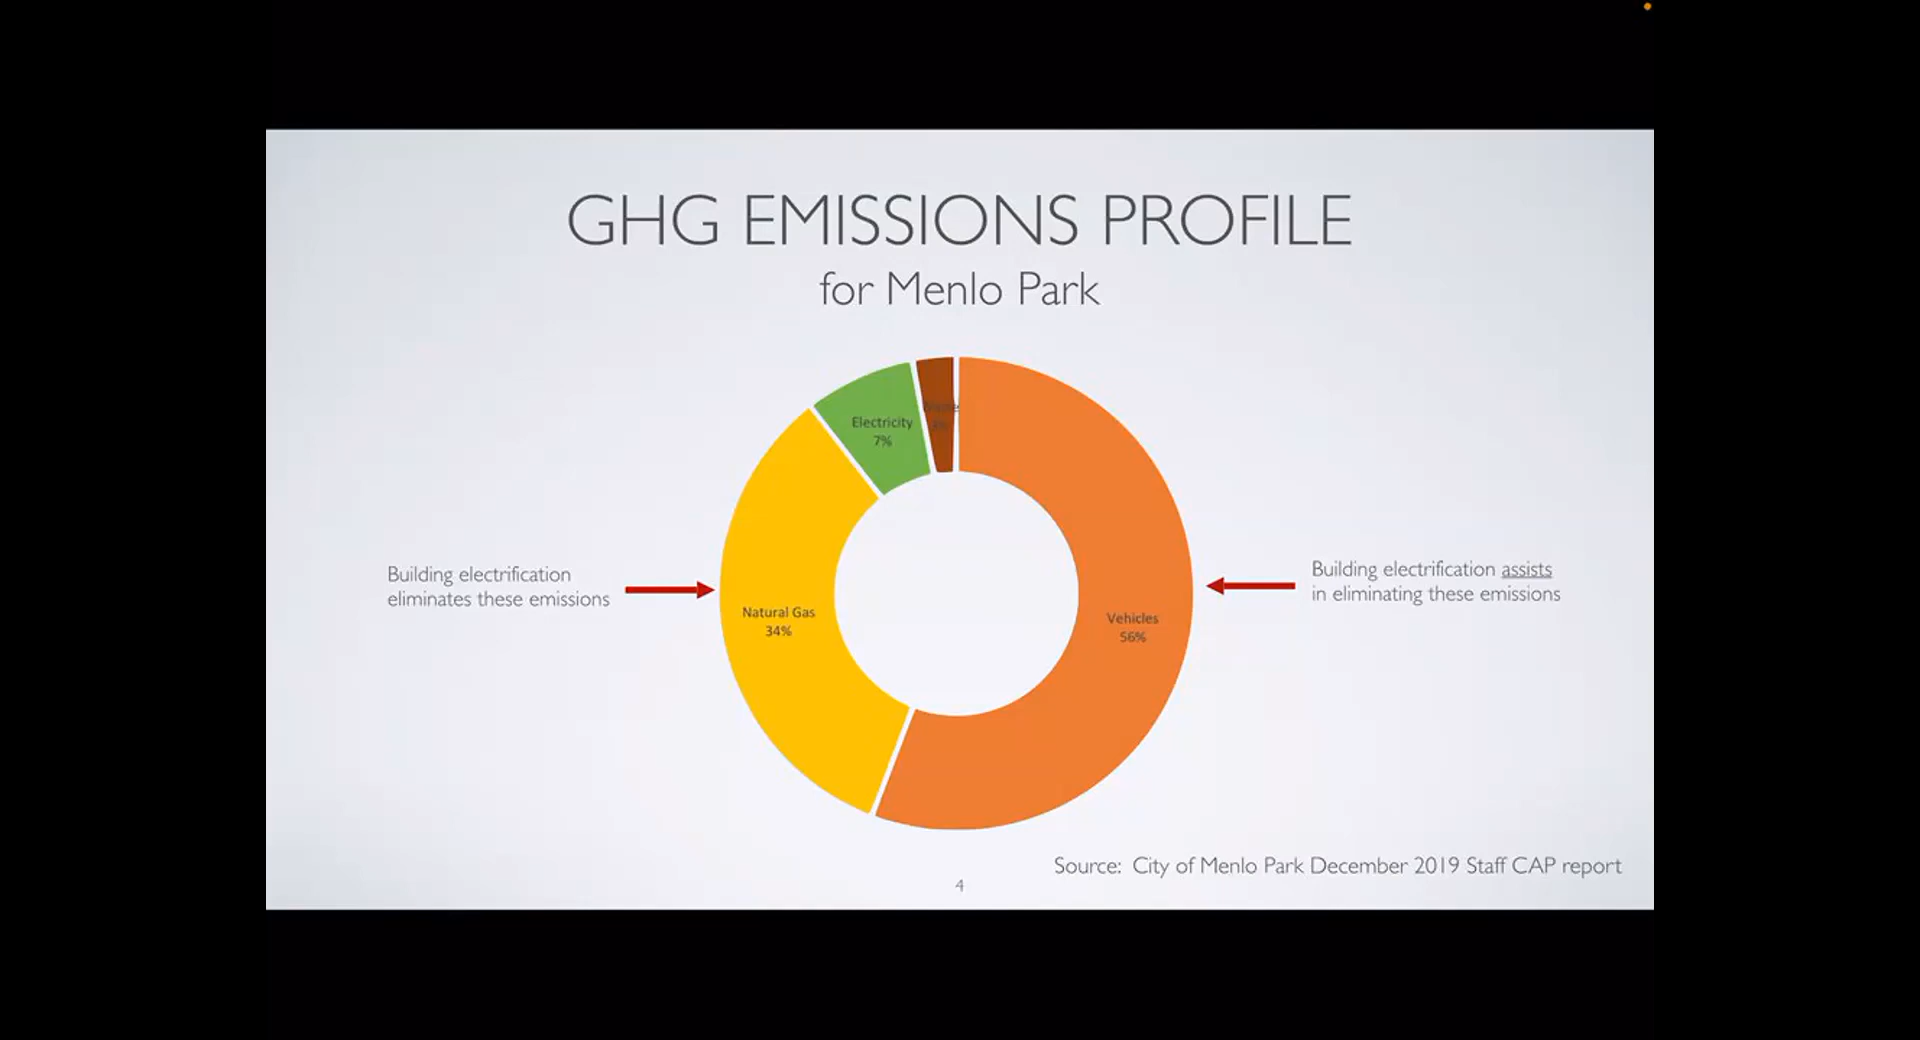 GHG EMISSIONS PROFILE
for Menlo Park
Electricity
7%
Building electrification
eliminates these emissions
Natural Gas
34%
Vehicles
56%
Building electrification assists
in eliminating these emissions
Source: City of Menlo Park December 2019 Staff CAP report
4